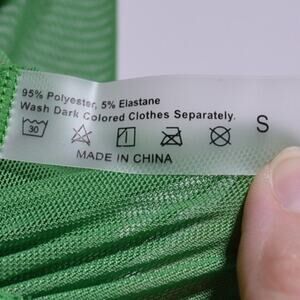 95% Polyester, 5% Elastane
Wash Dark Colored Clothes Separately.
30
S
MADE IN CHINA